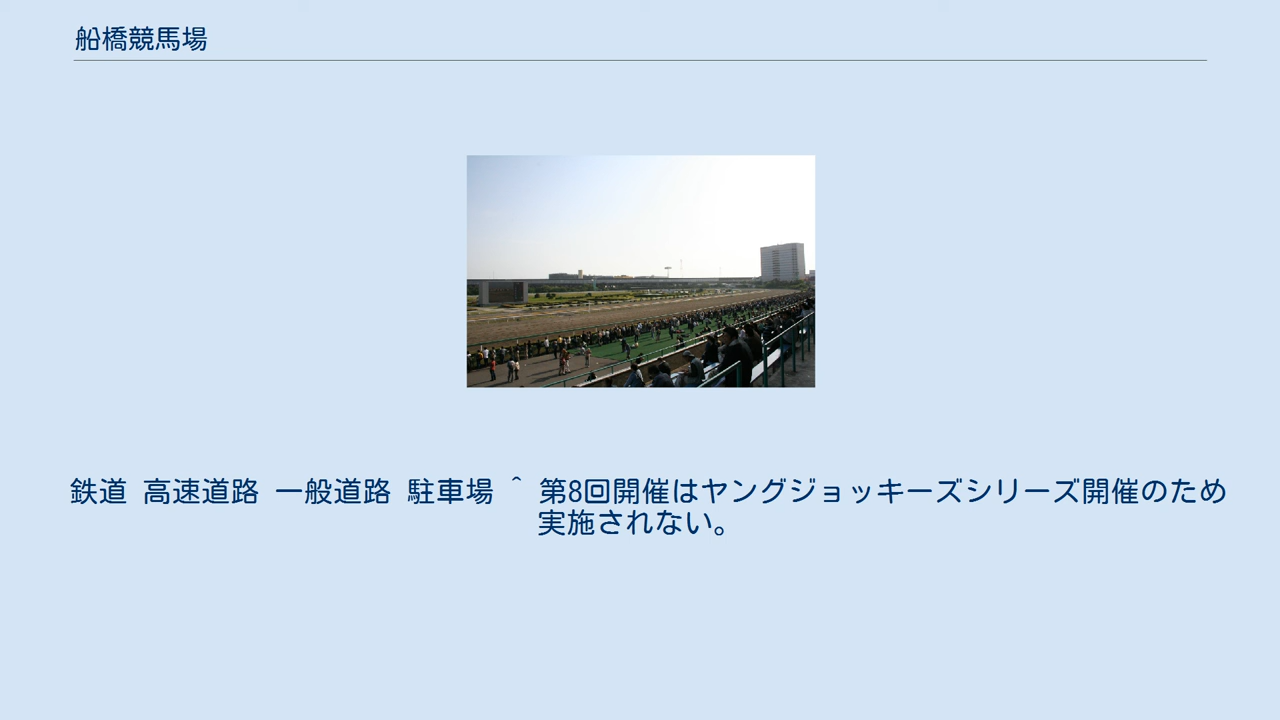 船橋競馬場
鉄道 高速道路 一般道路 駐車場 ^ 第8回開催はヤングジョッキーズシリーズ開催のため
実施されない。